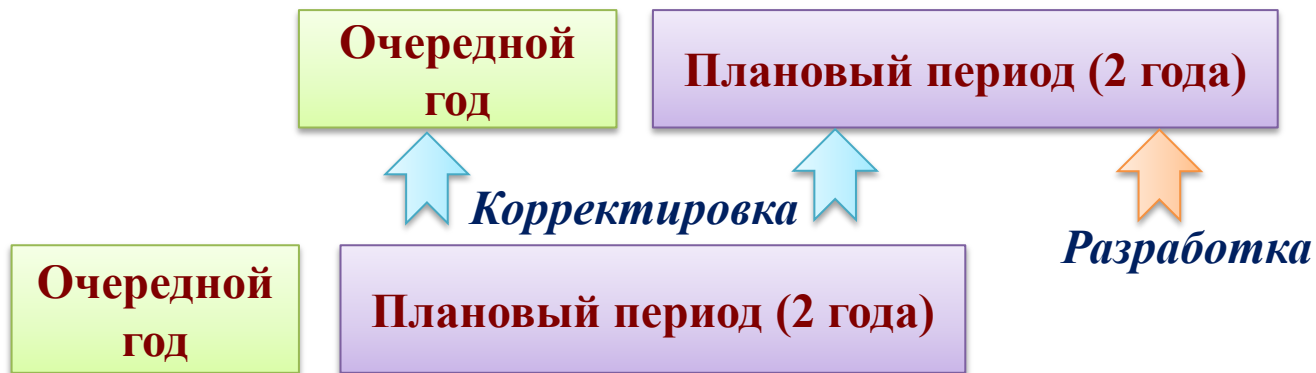 Очередной
год
Плановый период (2 года)
Корректировка
Разработка
Очередной
год
Плановый период (2 года)